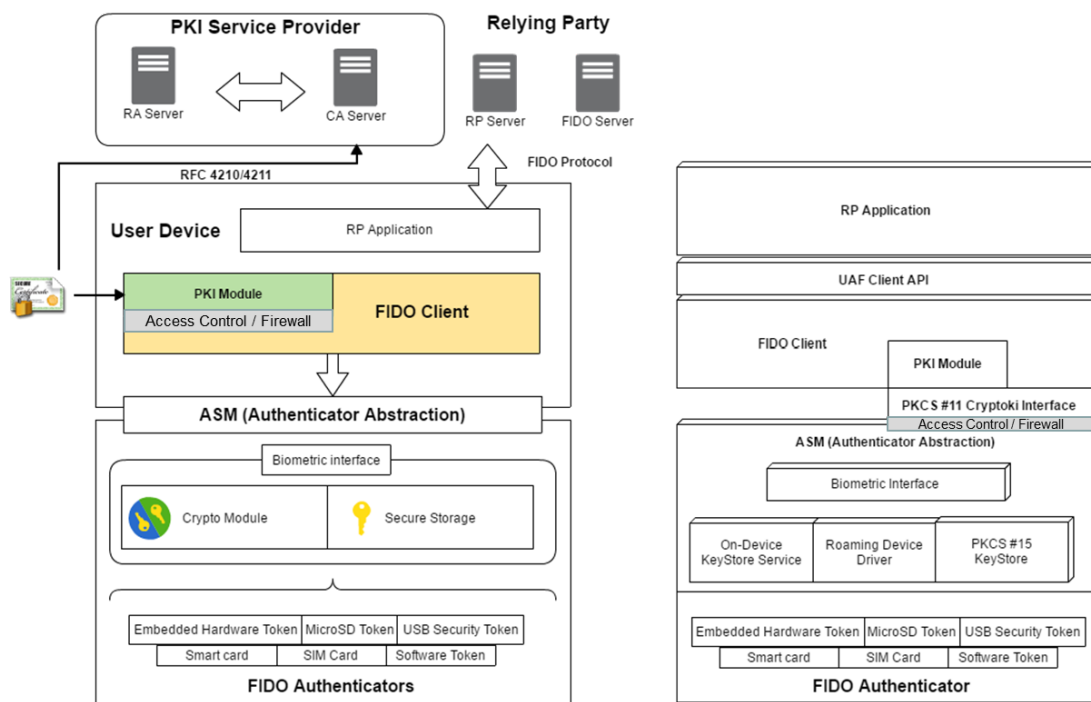 PKI Service Provider
RA Server
CA Server
Relying Party
RP Server
FIDO Server
FIDO Protocol
RFC 4210/4211
User Device
RP Application
PKI Module
Access Control / Firewall
FIDO Client
ASM (Authenticator Abstraction)
Biometric interface
Crypto Module
Secure Storage
Embedded Hardware Token
MicroSD Token
USB Security Token
Smart card
SIM Card
Software Token
FIDO Authenticators
RP Application
UAF Client API
FIDO Client
PKI Module
PKCS #11 Cryptoki Interface
Access Control / Firewall
ASM (Authenticator Abstraction)
Biometric Interface
On-Device
KeyStore Service
Roaming Device
Driver
PKCS #15
KeyStore
Embedded Hardware Token
MicroSD Token
USB Security Token
Smart card
SIM Card
Software Token
FIDO Authenticator